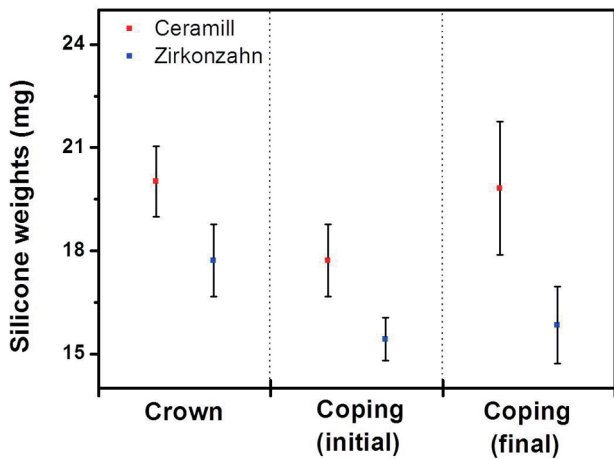 Ceramill
Zirkonzahn
Silicone weights (mg)
24
21
18
15
Crown
Coping
(initial)
Coping
(final)